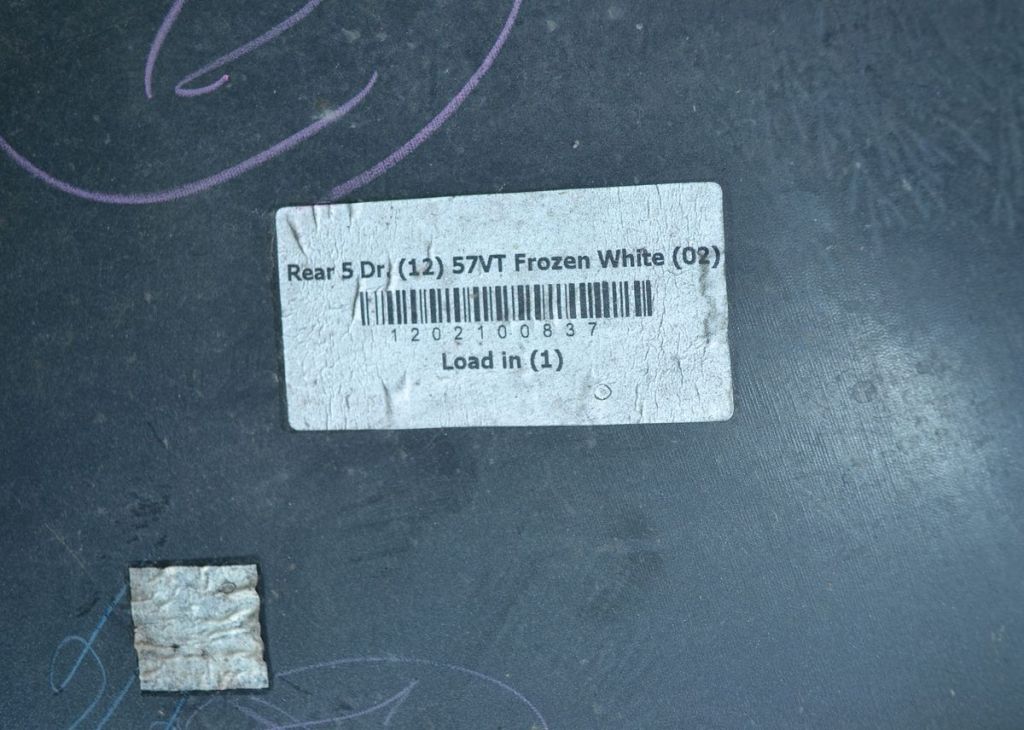 Rear 5 Dr. (12) 57VT Frozen White (02)
1202100837
Load in (1)